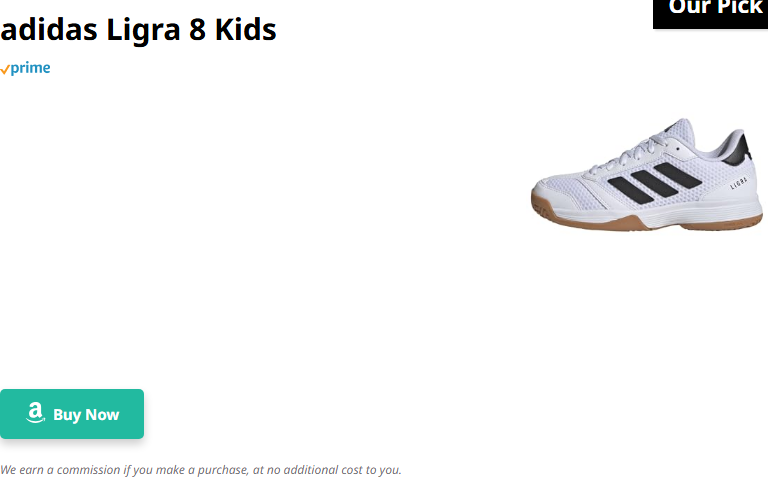 Our Pick
adidas Ligra 8 Kids
prime
LIGRA
Buy Now
We earn a commission if you make a purchase, at no additional cost to you.